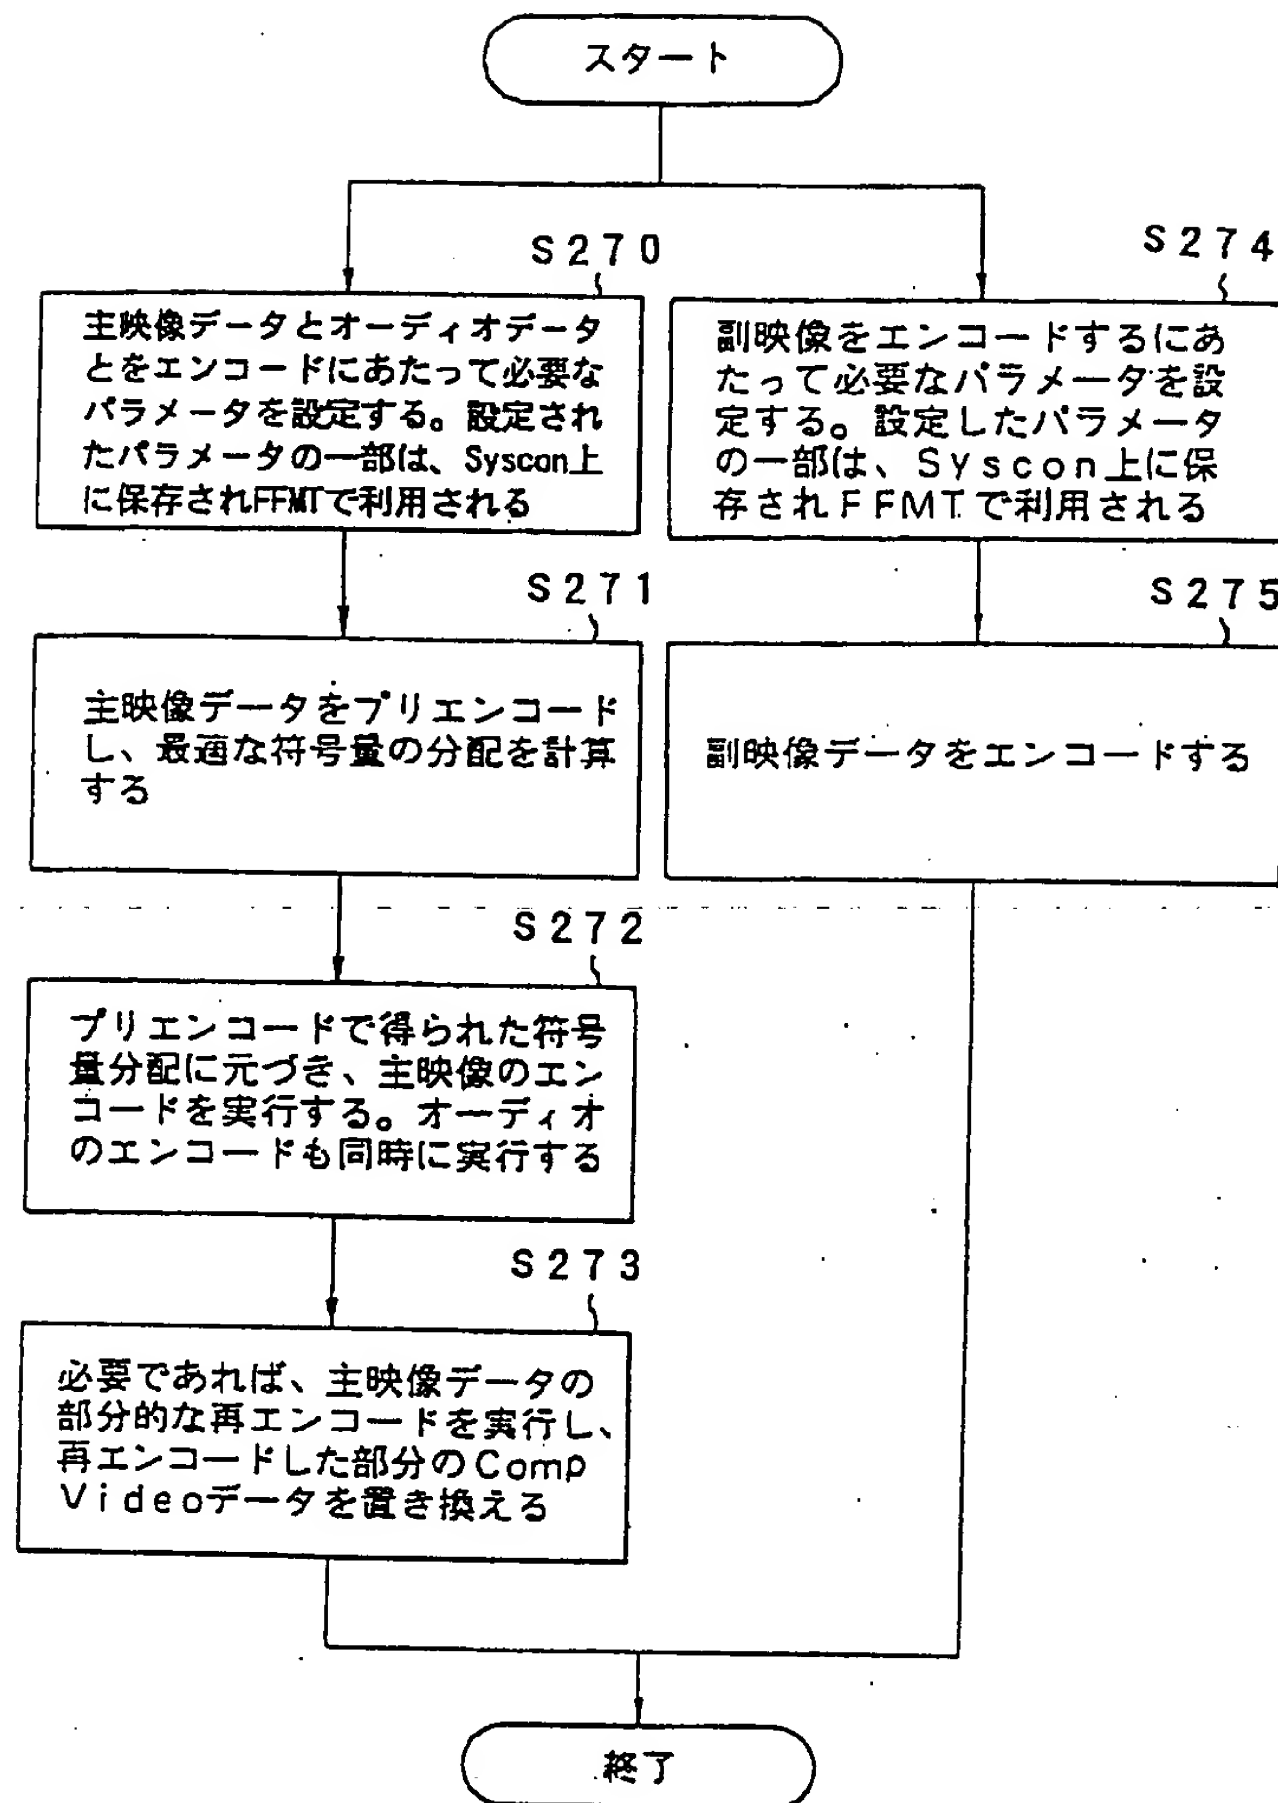 スタート
S270
主映像データとオーディオデータ
とをエンコードにあたって必要な
パラメータを設定する。設定され
たパラメータの一部は、Syscon上
に保存されFFMTで利用される
S271
主映像データをプリエンコード
し、最適な符号量の分配を計算
する
S272
プリエンコードで得られた符号
量分配に元づき、主映像のエン
コードを実行する。オーディオ
のエンコードも同時に実行する
S273
必要であれば、主映像データの
部分的な再エンコードを実行し、
再エンコードした部分のComp
Videoデータを置き換える
S274
副映像をエンコードするにあ
たって必要なパラメータを設
定する。設定したパラメータ
の一部は、Syscon上に保
存されFFMTで利用される
S275
副映像データをエンコードする
終了